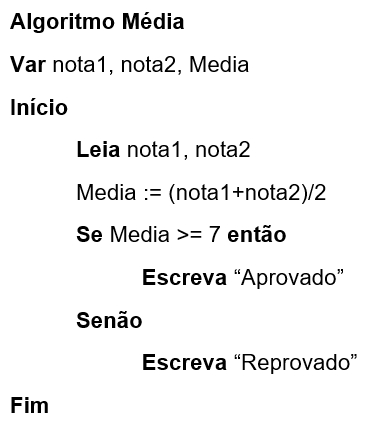 Algoritmo Média
Var nota1, nota2, Media
Início
Leia nota1, nota2
Media := (nota1+nota2)/2
Se Media >= 7 então
Escreva “Aprovado”
Senão
Escreva “Reprovado”
Fim